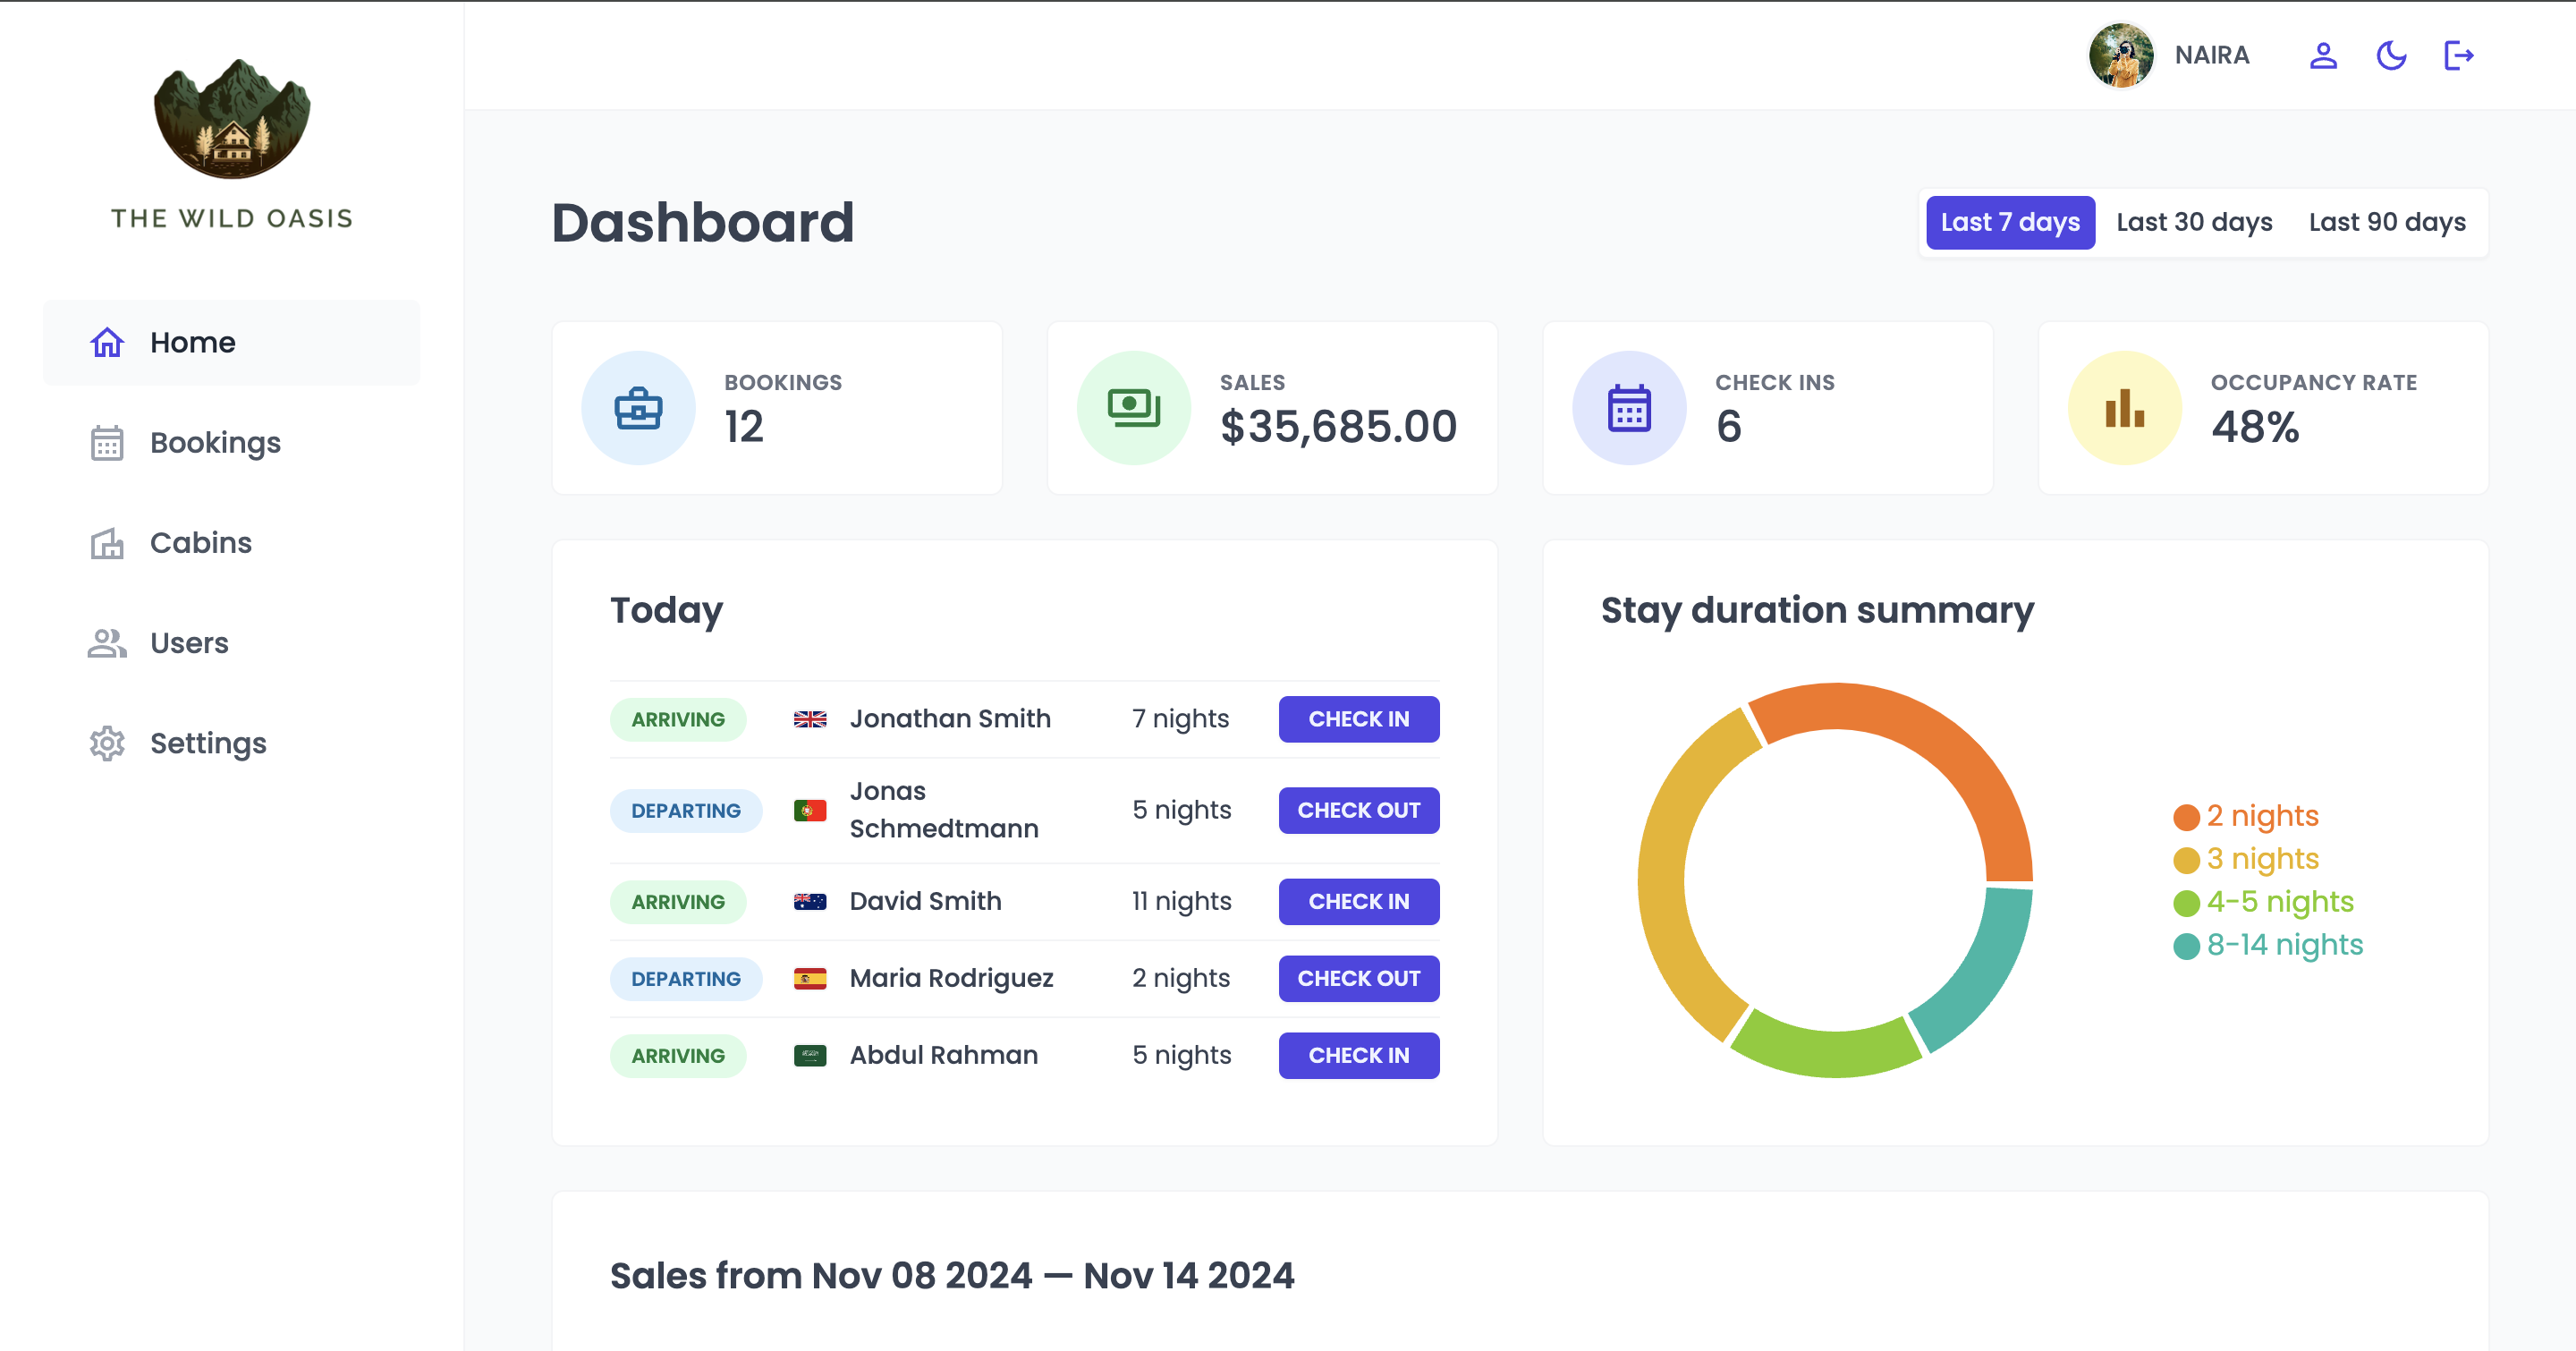 THE WILD OASIS
Home
Bookings
Cabins
Users
Settings
NAIRA
Dashboard
Last 7 days
Last 30 days
Last 90 days
BOOKINGS
12
SALES
$35,685.00
CHECK INS
6
OCCUPANCY RATE
48%
Today
ARRIVING Jonathan Smith 7 nights CHECK IN
DEPARTING Jonas
Schmedtmann 5 nights CHECK OUT
ARRIVING David Smith 11 nights CHECK IN
DEPARTING Maria Rodriguez 2 nights CHECK OUT
ARRIVING Abdul Rahman 5 nights CHECK IN
Stay duration summary
2 nights
3 nights
4-5 nights
8-14 nights
Sales from Nov 08 2024 — Nov 14 2024